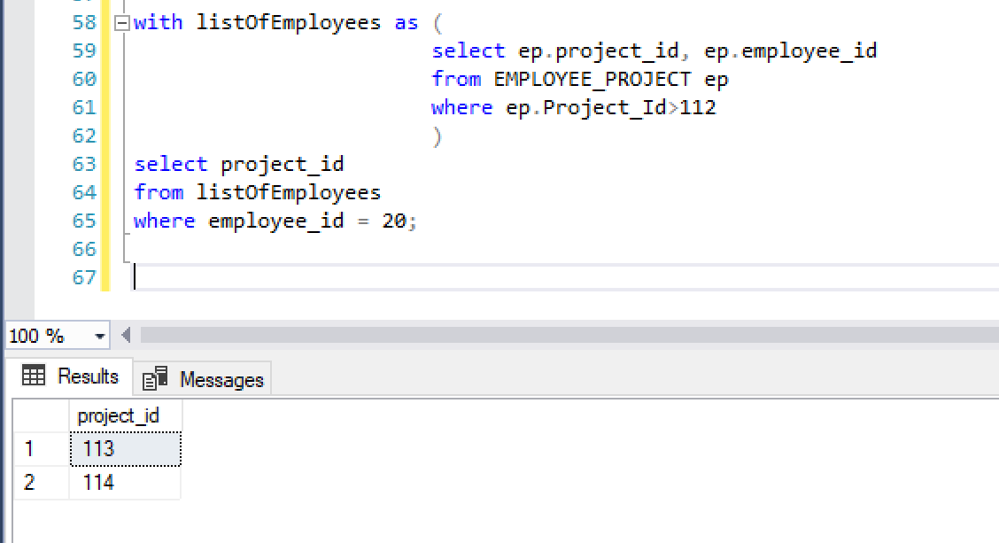 58 with listOfEmployees as (
59 select ep.project_id, ep.employee_id
60 from EMPLOYEE_PROJECT ep
61 where ep.Project_Id>112
62 )
63 select project_id
64 from listOfEmployees
65 where employee_id = 20;
66
67
100 %
Results Messages
project_id
1 113
2 114